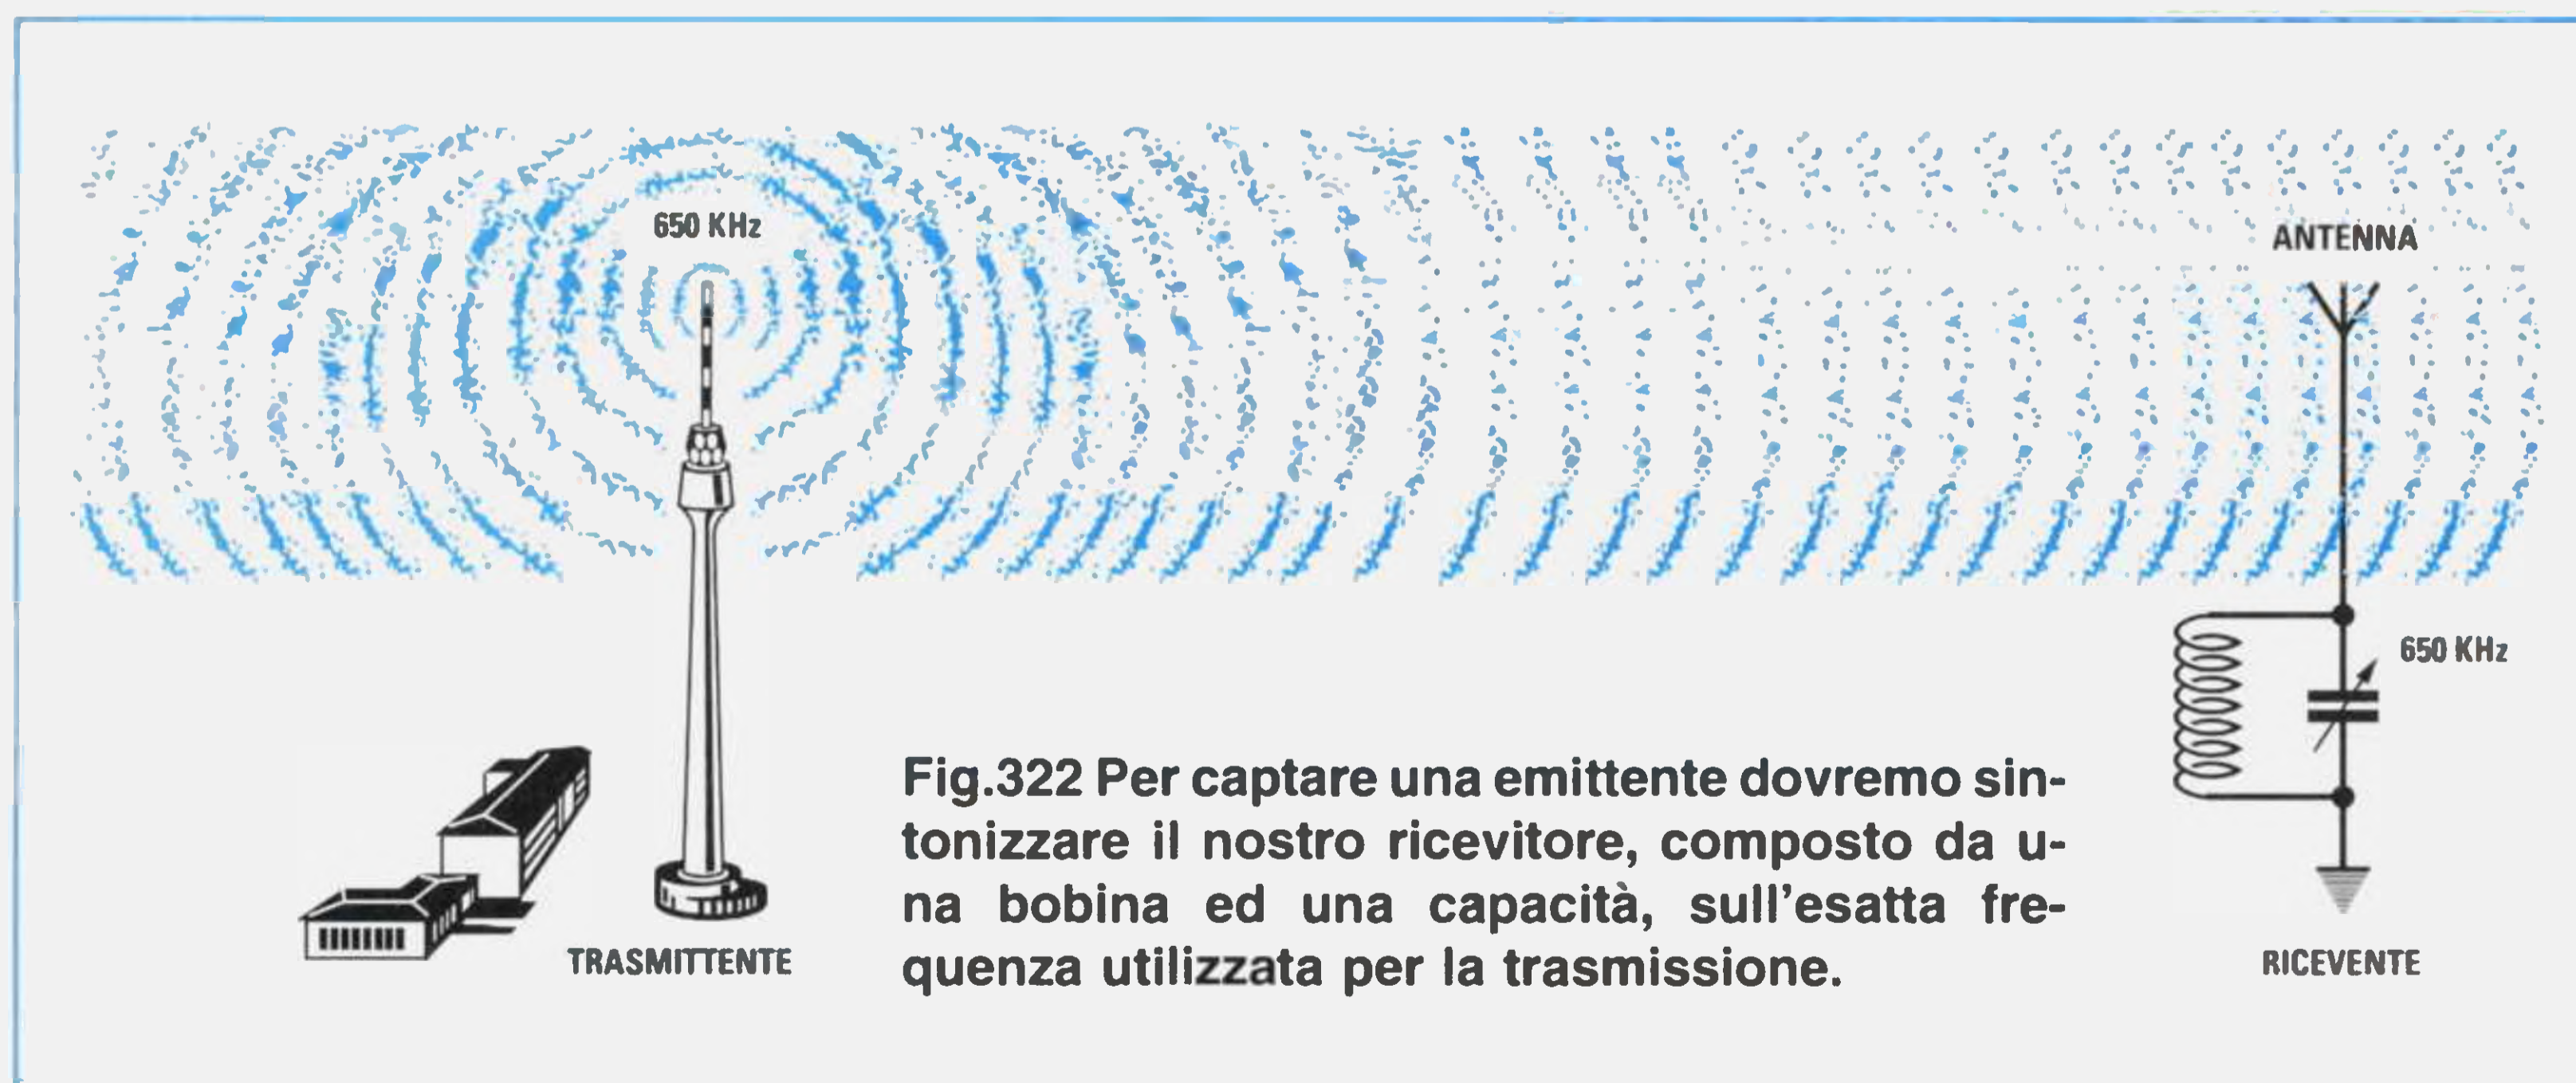 650 KHz
ANTENNA
650 KHz
Fig.322 Per captare una emittente dovremo sin-
tonizzare il nostro ricevitore, composto da u-
na bobina ed una capacità, sull'esatta fre-
quenza utilizzata per la trasmissione.
TRASMITTENTE
RICEVENTE